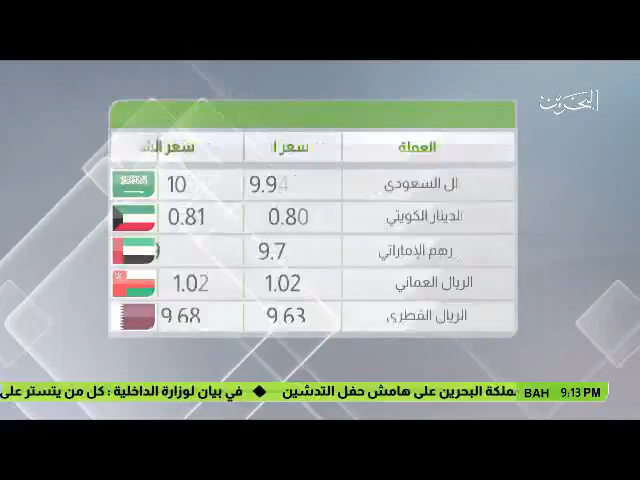 البحرين
العملة سعر
ال السعودي 9.94 10
الدينار الكويتي 0.80 0.81
رهم الإماراتي 9.7
الريال العماني 1.02 1.02
الريال القطري 9.63 9.68
BAH 9:13 PM
مملكة البحرين على هامش حفل التدشين ◆ في بيان لوزارة الداخلية : كل من يتستر على